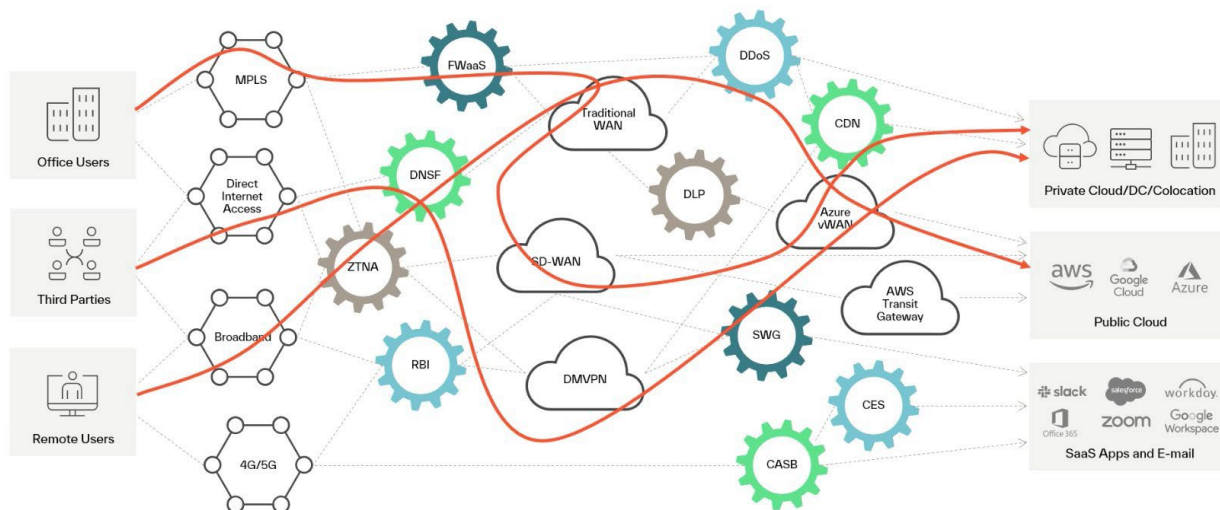 MPLS
FWaaS
DDoS
Traditional
WAN
CDN
Office Users
Direct
Internet
Access
DNSF
DLP
Private Cloud/DC/Colocation
Azure
vWAN
Third Parties
ZTNA
SD-WAN
aws
Google
Cloud
Azure
AWS
Transit
Gateway
Public Cloud
Broadband
RBI
DMVPN
SWG
Remote Users
CES
slack
salesforce
workday.
Office 365
zoom
Google
Workspace
4G/5G
CASB
SaaS Apps and E-mail